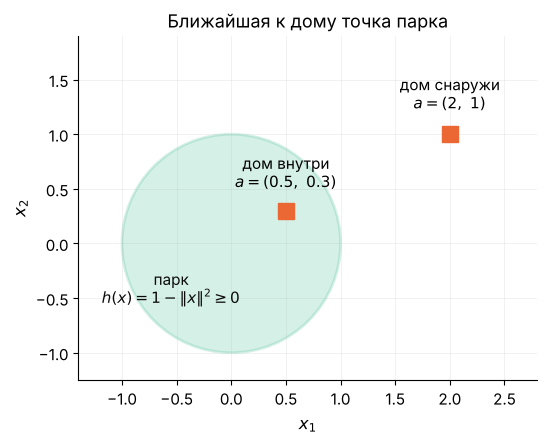 Ближайшая к дому точка парка
дом снаружи
a = (2, 1)
дом внутри
a = (0.5, 0.3)
парк
h(x) = 1 − ‖x‖² ≥ 0
x₂
1.5
1.0
0.5
0.0
−0.5
−1.0
−1.0 −0.5 0.0 0.5 1.0 1.5 2.0 2.5
x₁